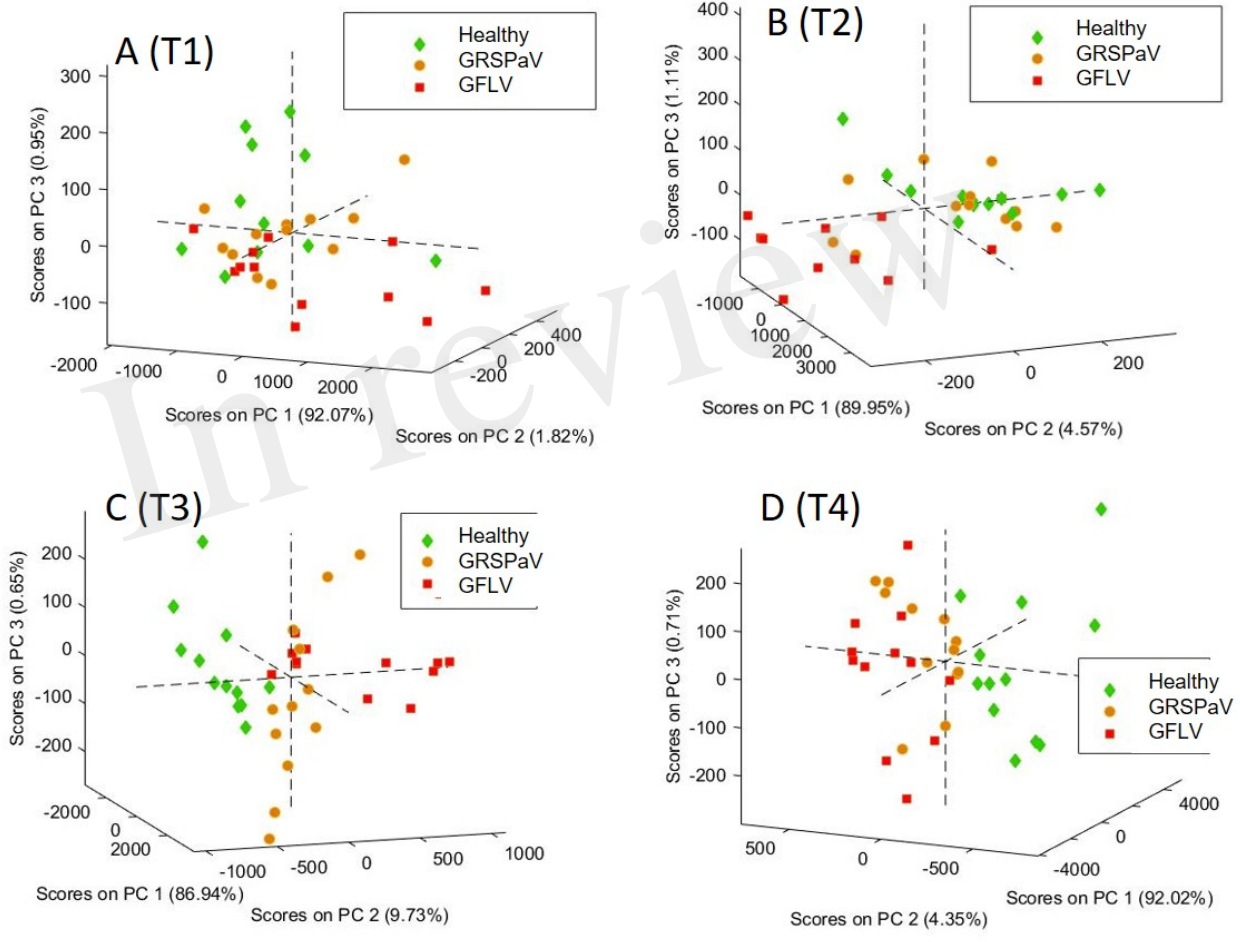 A (T1)
Healthy
GRSPaV
GFLV
300
200
100
0
-100
Scores on PC 3 (0.95%)
-2000
-1000
0
1000
2000
Scores on PC 1 (92.07%)
-200
0
200
400
Scores on PC 2 (1.82%)
B (T2)
Healthy
GRSPaV
GFLV
400
300
200
100
0
-100
Scores on PC 3 (1.11%)
-1000
0
1000
2000
3000
Scores on PC 1 (89.95%)
-200
0
200
Scores on PC 2 (4.57%)
In review
C (T3)
Healthy
GRSPaV
GFLV
200
100
0
-100
-200
Scores on PC 3 (0.65%)
-2000
0
2000
Scores on PC 1 (86.94%)
-1000
-500
0
500
1000
Scores on PC 2 (9.73%)
D (T4)
Healthy
GRSPaV
GFLV
200
100
0
-100
-200
Scores on PC 3 (0.71%)
500
0
-500
Scores on PC 2 (4.35%)
-4000
0
4000
Scores on PC 1 (92.02%)